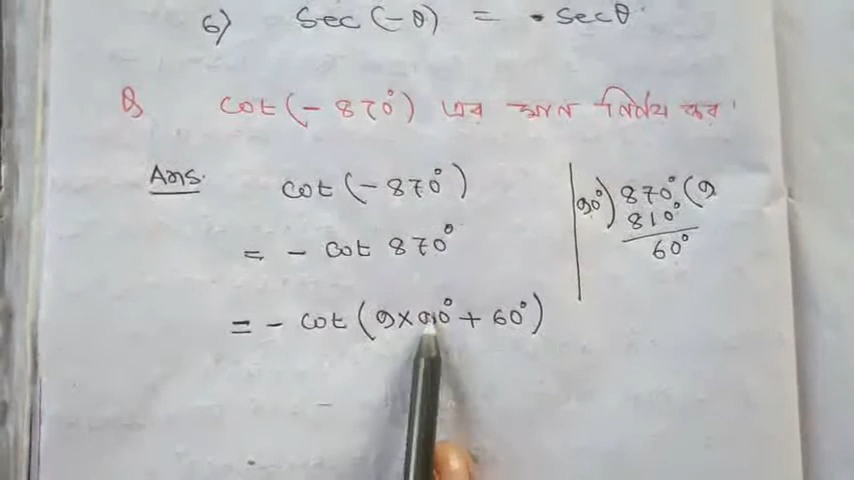 6) Sec (-θ) = secθ
Q cot (- 870°) এর মান নির্ণয় কর।
Ans. cot (- 870°)
= - cot 870°
= - cot (9×90° + 60°)
90°) 870° (9
810°
60°